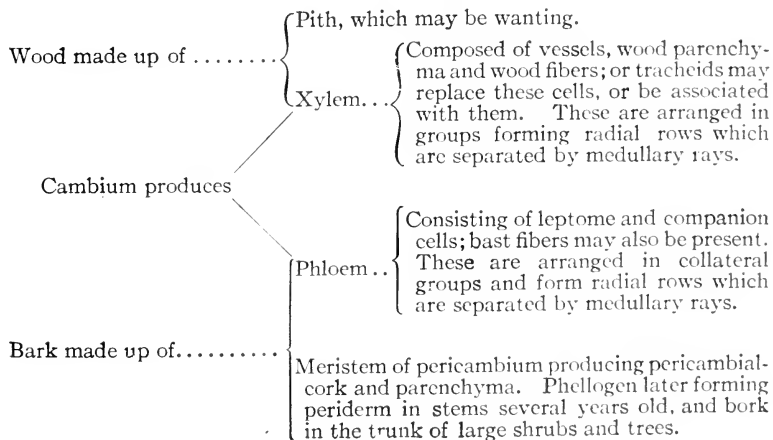 Pith, which may be wanting.
Wood made up of ........
Xylem...
Composed of vessels, wood parenchy-
ma and wood fibers; or tracheids may
replace these cells, or be associated
with them. These are arranged in
groups forming radial rows which
are separated by medullary rays.
Cambium produces
Phloem ..
Consisting of leptome and companion
cells; bast fibers may also be present.
These are arranged in collateral
groups and form radial rows which
are separated by medullary rays.
Bark made up of..........
Meristem of pericambium producing pericambial-
cork and parenchyma. Phellogen later forming
periderm in stems several years old, and bork
in the trunk of large shrubs and trees.